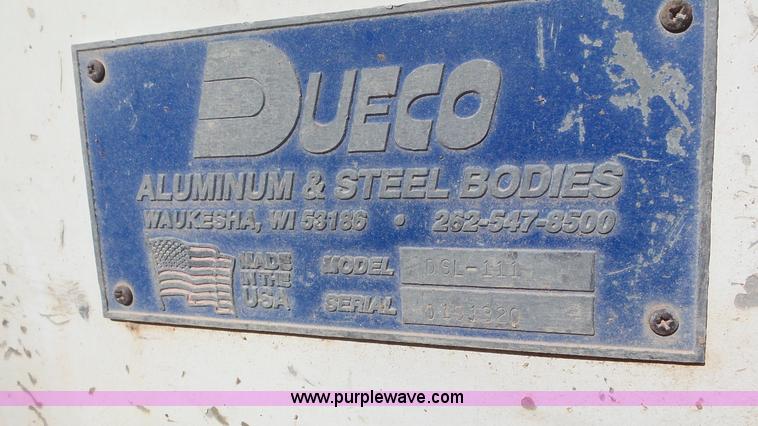 DUECO
ALUMINUM & STEEL BODIES
WAUKESHA, WI 53186 • 262-547-8500
MADE IN THE USA
MODEL DSL-111
SERIAL
www.purplewave.com